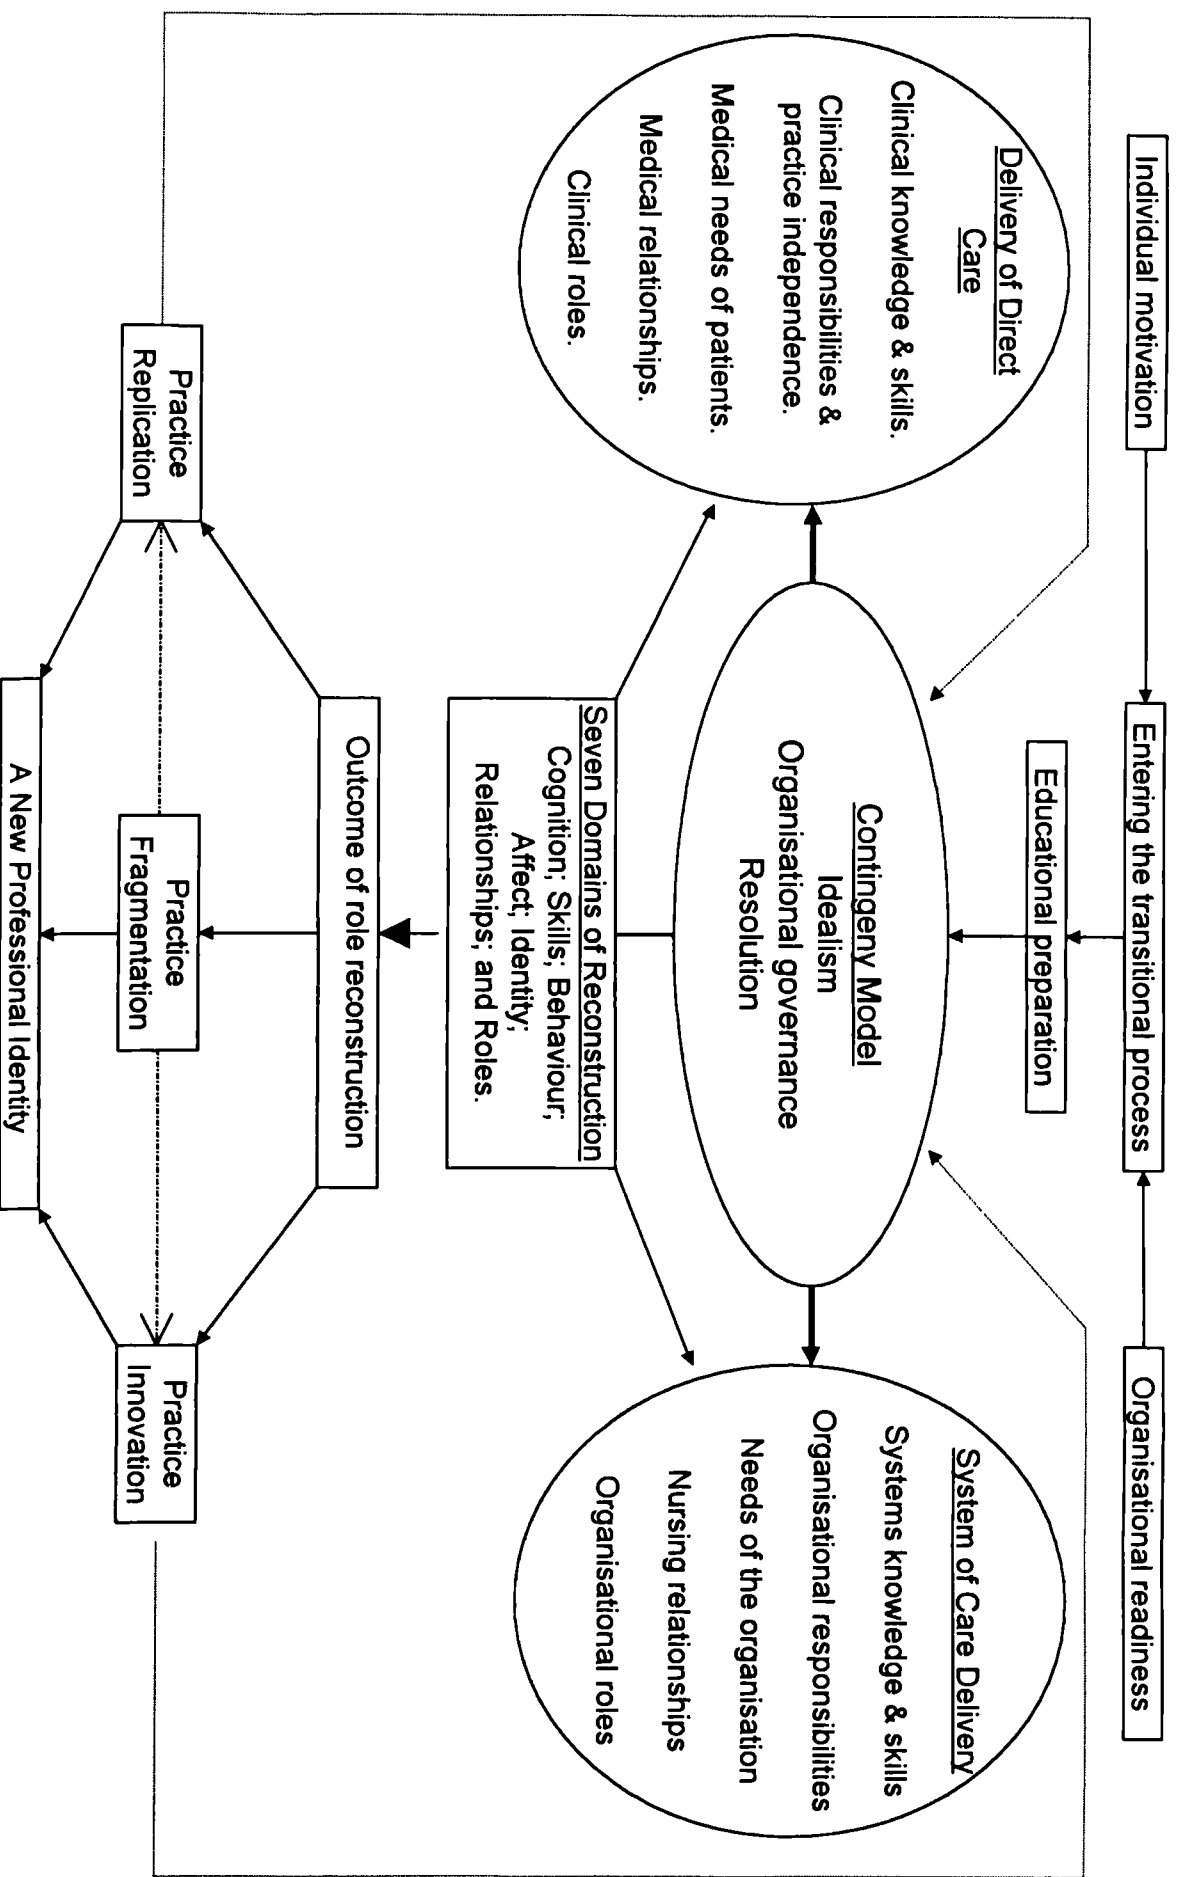 Individual motivation
Entering the transitional process
Organisational readiness
Educational preparation
Delivery of Direct
Care
Clinical knowledge & skills.
Clinical responsibilities &
practice independence.
Medical needs of patients.
Medical relationships.
Clinical roles.
Contingeny Model
Idealism
Organisational governance
Resolution
System of Care Delivery
Systems knowledge & skills
Organisational responsibilities
Needs of the organisation
Nursing relationships
Organisational roles
Seven Domains of Reconstruction
Cognition; Skills; Behaviour;
Affect; Identity;
Relationships; and Roles.
Outcome of role reconstruction
Practice
Replication
Practice
Fragmentation
Practice
Innovation
A New Professional Identity